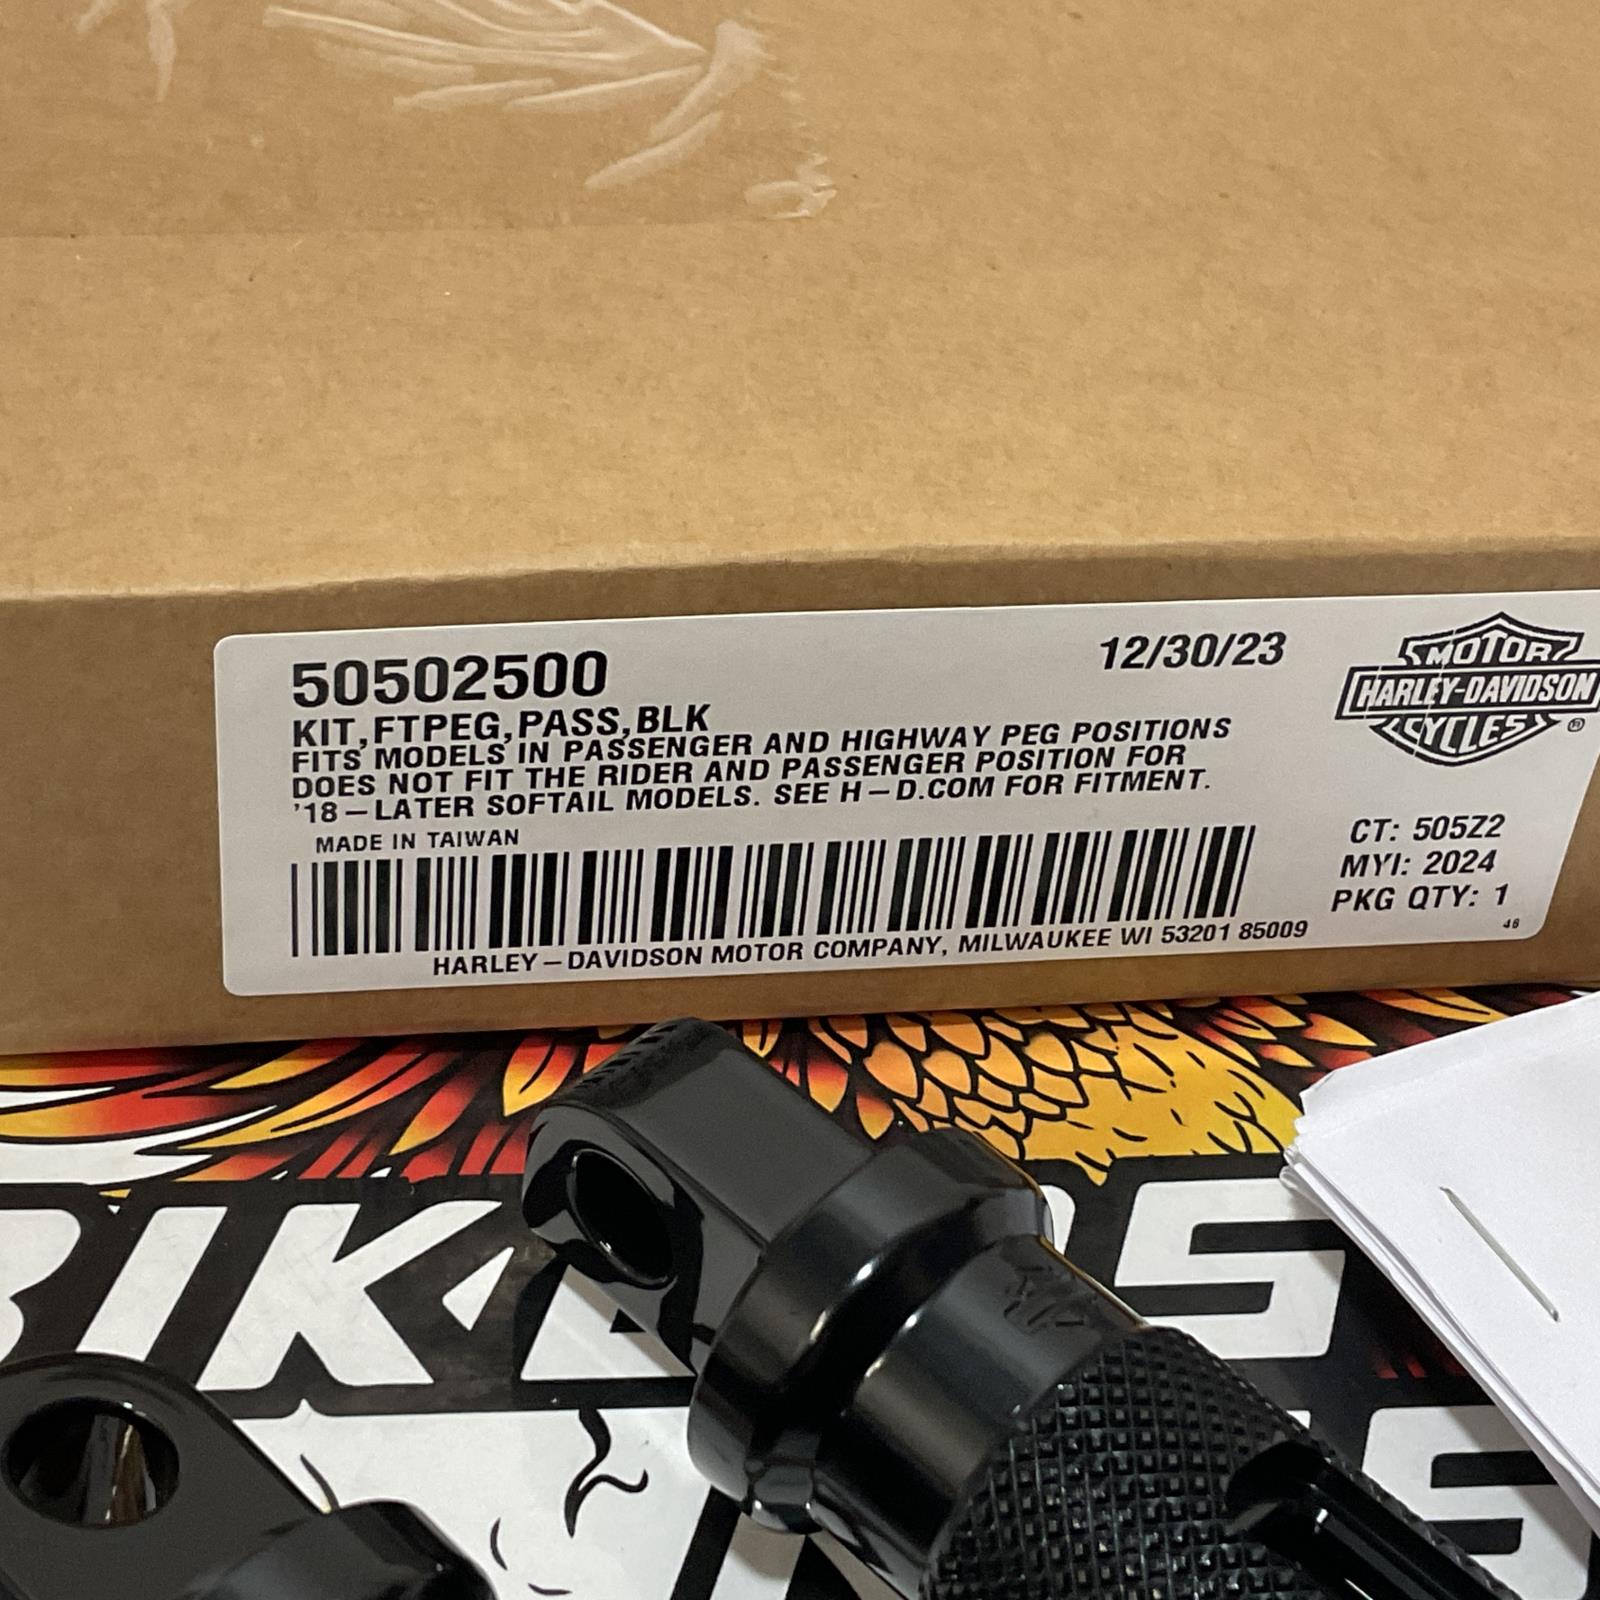 50502500
12/30/23
KIT,FTPEG,PASS,BLK
FITS MODELS IN PASSENGER AND HIGHWAY PEG POSITIONS
DOES NOT FIT THE RIDER AND PASSENGER POSITION FOR
'18-LATER SOFTAIL MODELS. SEE H-D.COM FOR FITMENT.
MADE IN TAIWAN
HARLEY-DAVIDSON MOTOR COMPANY, MILWAUKEE WI 53201 85009
MOTOR
HARLEY-DAVIDSON
CYCLES®
CT: 505Z2
MYI: 2024
PKG QTY: 1
46